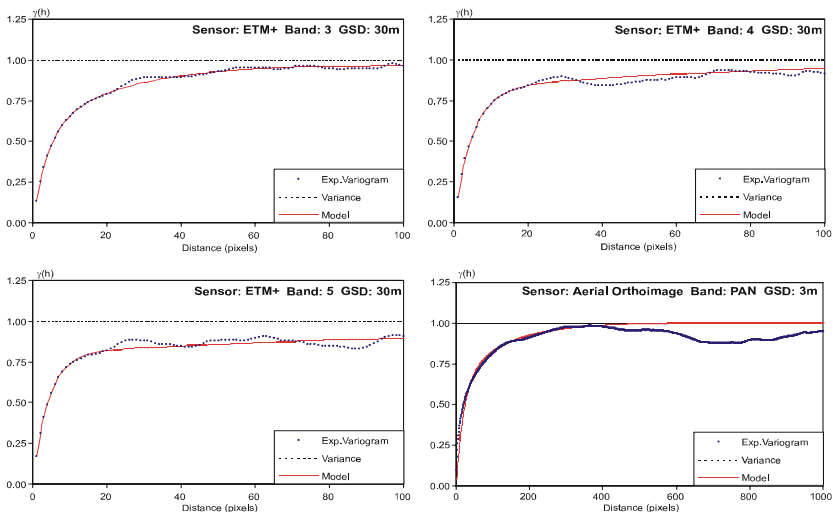 γ(h)
Sensor: ETM+ Band: 3 GSD: 30m
1.25
1.00
0.75
0.50
0.25
0.00
Exp.Variogram
Variance
Model
0 20 40 60 80 100
Distance (pixels)
γ(h)
Sensor: ETM+ Band: 4 GSD: 30m
1.25
1.00
0.75
0.50
0.25
0.00
Exp.Variogram
Variance
Model
0 20 40 60 80 100
Distance (pixels)
γ(h)
Sensor: ETM+ Band: 5 GSD: 30m
1.25
1.00
0.75
0.50
0.25
0.00
Exp.Variogram
Variance
Model
0 20 40 60 80 100
Distance (pixels)
γ(h)
Sensor: Aerial Orthoimage Band: PAN GSD: 3m
1.25
1.00
0.75
0.50
0.25
0.00
Exp.Variogram
Variance
Model
0 200 400 600 800 1000
Distance (pixels)